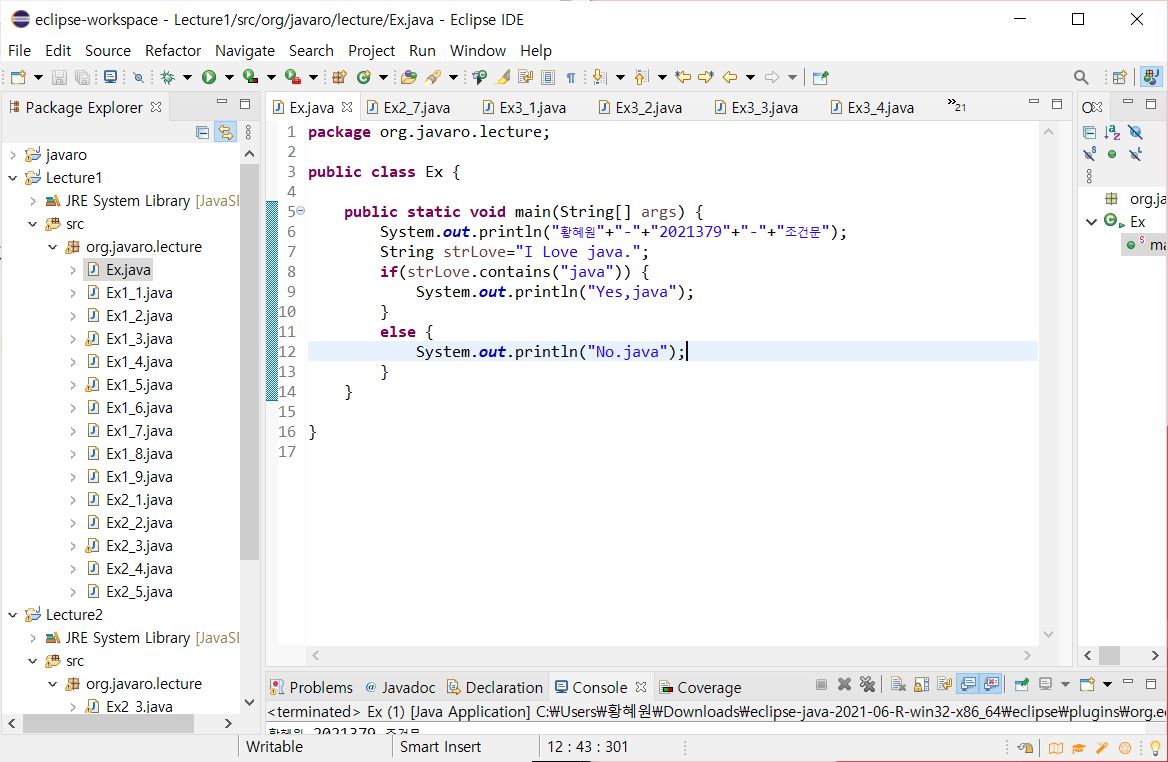 eclipse-workspace - Lecture1/src/org/javaro/lecture/Ex.java - Eclipse IDE
File Edit Source Refactor Navigate Search Project Run Window Help
Package Explorer
Ex.java Ex2_7.java Ex3_1.java Ex3_2.java Ex3_3.java Ex3_4.java »21
javaro
Lecture1
JRE System Library [JavaSE
src
org.javaro.lecture
Ex.java
Ex1_1.java
Ex1_2.java
Ex1_3.java
Ex1_4.java
Ex1_5.java
Ex1_6.java
Ex1_7.java
Ex1_8.java
Ex1_9.java
Ex2_1.java
Ex2_2.java
Ex2_3.java
Ex2_4.java
Ex2_5.java
Lecture2
JRE System Library [JavaSE
src
org.javaro.lecture
Ex2_3.java
1 package org.javaro.lecture;
2
3 public class Ex {
4
5 public static void main(String[] args) {
6 System.out.println("황혜원"+"-"+"2021379"+"-"+"조건문");
7 String strLove="I Love java.";
8 if(strLove.contains("java")) {
9 System.out.println("Yes,java");
10 }
11 else {
12 System.out.println("No.java");
13 }
14 }
15
16 }
17
org.ja
Ex
ma
Problems Javadoc Declaration Console Coverage
<terminated> Ex (1) [Java Application] C:₩Users₩황혜원₩Downloads₩eclipse-java-2021-06-R-win32-x86_64₩eclipse₩plugins₩org.e
황혜원-2021379-조건문
Writable Smart Insert 12 : 43 : 301